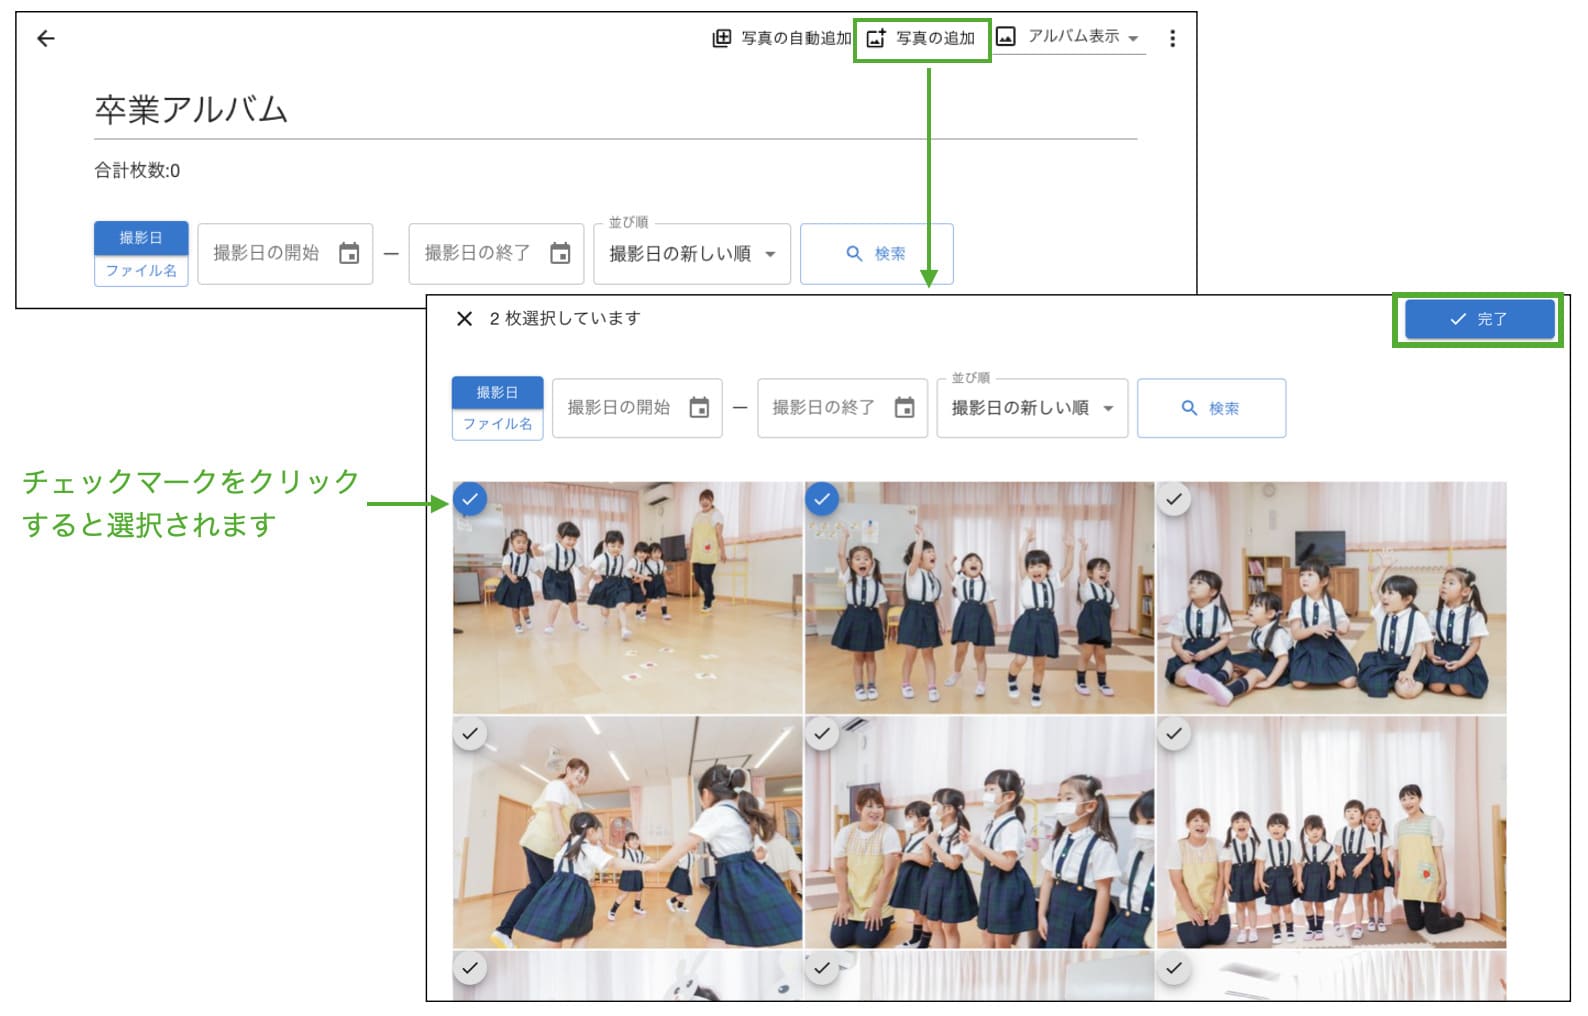 写真の自動追加
写真の追加
アルバム表示
卒業アルバム
合計枚数:0
撮影日
ファイル名
撮影日の開始
—
撮影日の終了
並び順
撮影日の新しい順
検索
2 枚選択しています
完了
撮影日
ファイル名
撮影日の開始
—
撮影日の終了
並び順
撮影日の新しい順
検索
チェックマークをクリック
すると選択されます